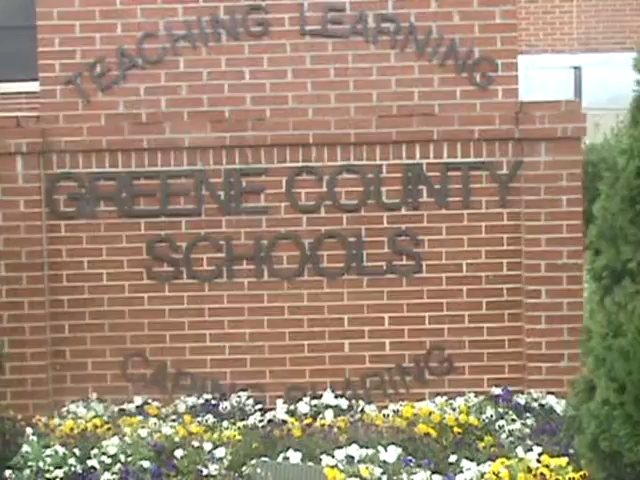 TEACHING LEARNING
GREENE COUNTY
SCHOOLS
CARING SHARING